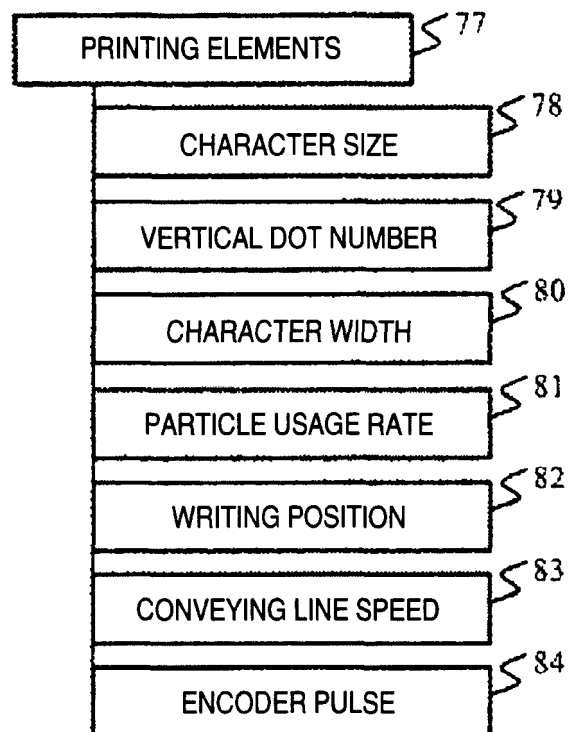 PRINTING ELEMENTS 77
CHARACTER SIZE 78
VERTICAL DOT NUMBER 79
CHARACTER WIDTH 80
PARTICLE USAGE RATE 81
WRITING POSITION 82
CONVEYING LINE SPEED 83
ENCODER PULSE 84